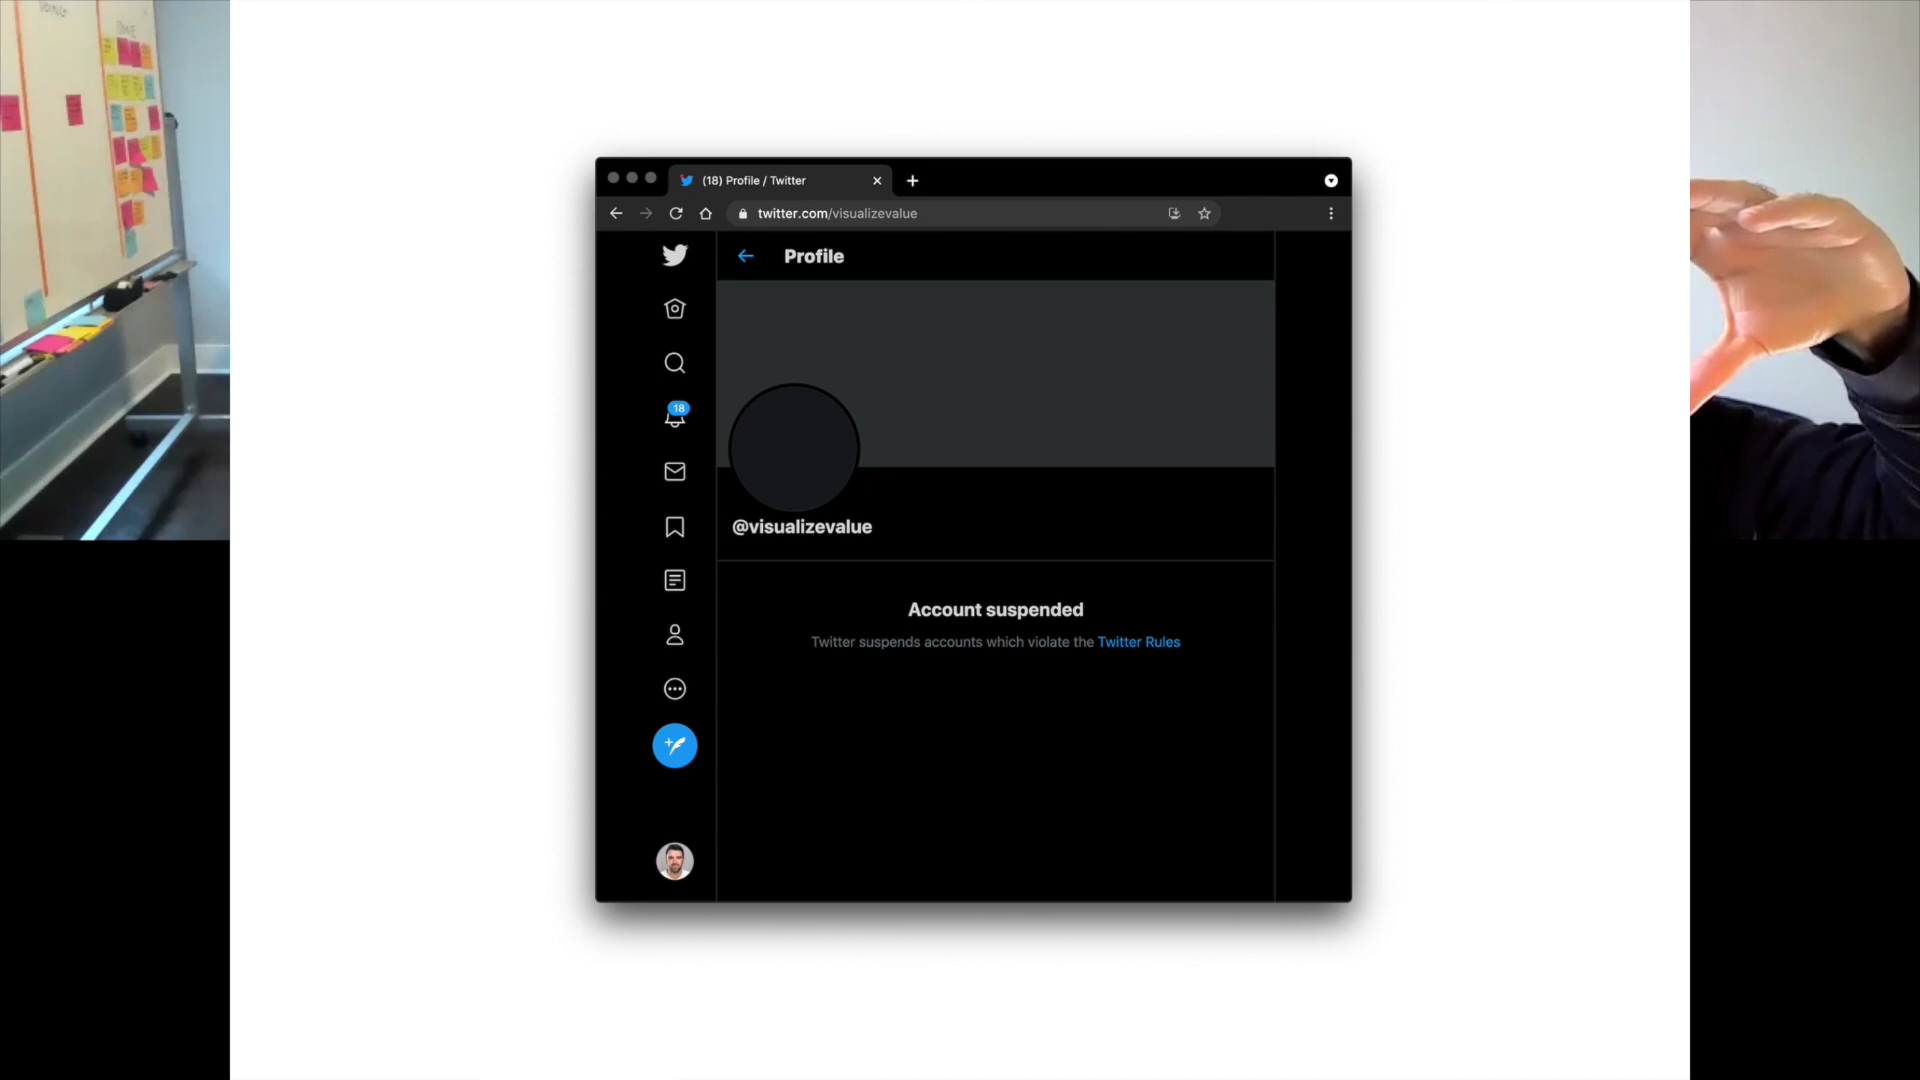 (18) Profile / Twitter
twitter.com/visualizevalue
Profile
18
@visualizevalue
Account suspended
Twitter suspends accounts which violate the Twitter Rules